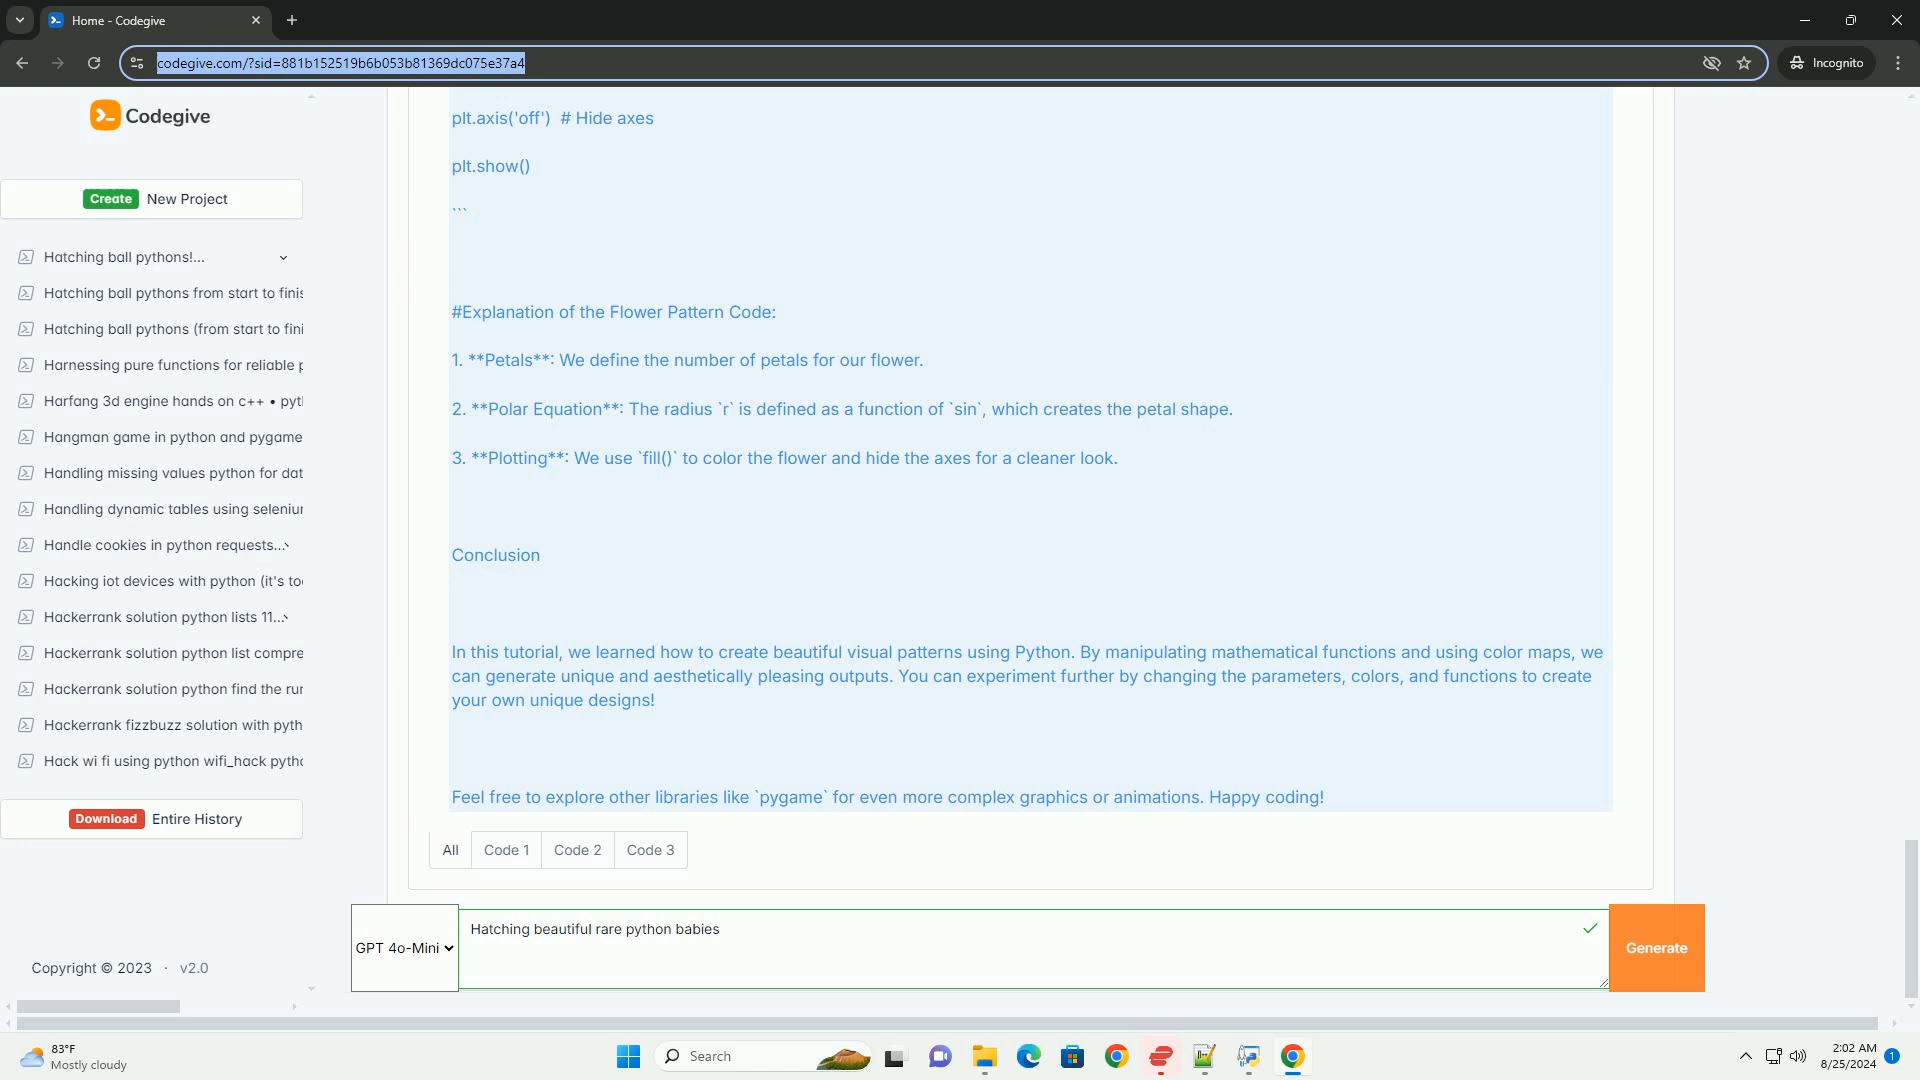 Home - Codegive
codegive.com/?sid=881b152519b6b053b81369dc075e37a4
Incognito
Codegive
Create New Project
Hatching ball pythons!...
Hatching ball pythons from start to finis
Hatching ball pythons (from start to fini
Harnessing pure functions for reliable p
Harfang 3d engine hands on c++ • pyt
Hangman game in python and pygame
Handling missing values python for dat
Handling dynamic tables using seleniur
Handle cookies in python requests...
Hacking iot devices with python (it's to
Hackerrank solution python lists 11...
Hackerrank solution python list compre
Hackerrank solution python find the rur
Hackerrank fizzbuzz solution with pyth
Hack wi fi using python wifi_hack pytho
Download Entire History
Copyright © 2023 · v2.0
plt.axis('off')  # Hide axes
plt.show()
```
#Explanation of the Flower Pattern Code:
1. **Petals**: We define the number of petals for our flower.
2. **Polar Equation**: The radius `r` is defined as a function of `sin`, which creates the petal shape.
3. **Plotting**: We use `fill()` to color the flower and hide the axes for a cleaner look.
Conclusion
In this tutorial, we learned how to create beautiful visual patterns using Python. By manipulating mathematical functions and using color maps, we
can generate unique and aesthetically pleasing outputs. You can experiment further by changing the parameters, colors, and functions to create
your own unique designs!
Feel free to explore other libraries like `pygame` for even more complex graphics or animations. Happy coding!
All Code 1 Code 2 Code 3
GPT 4o-Mini
Hatching beautiful rare python babies
Generate
83°F
Mostly cloudy
Search
2:02 AM
8/25/2024
1